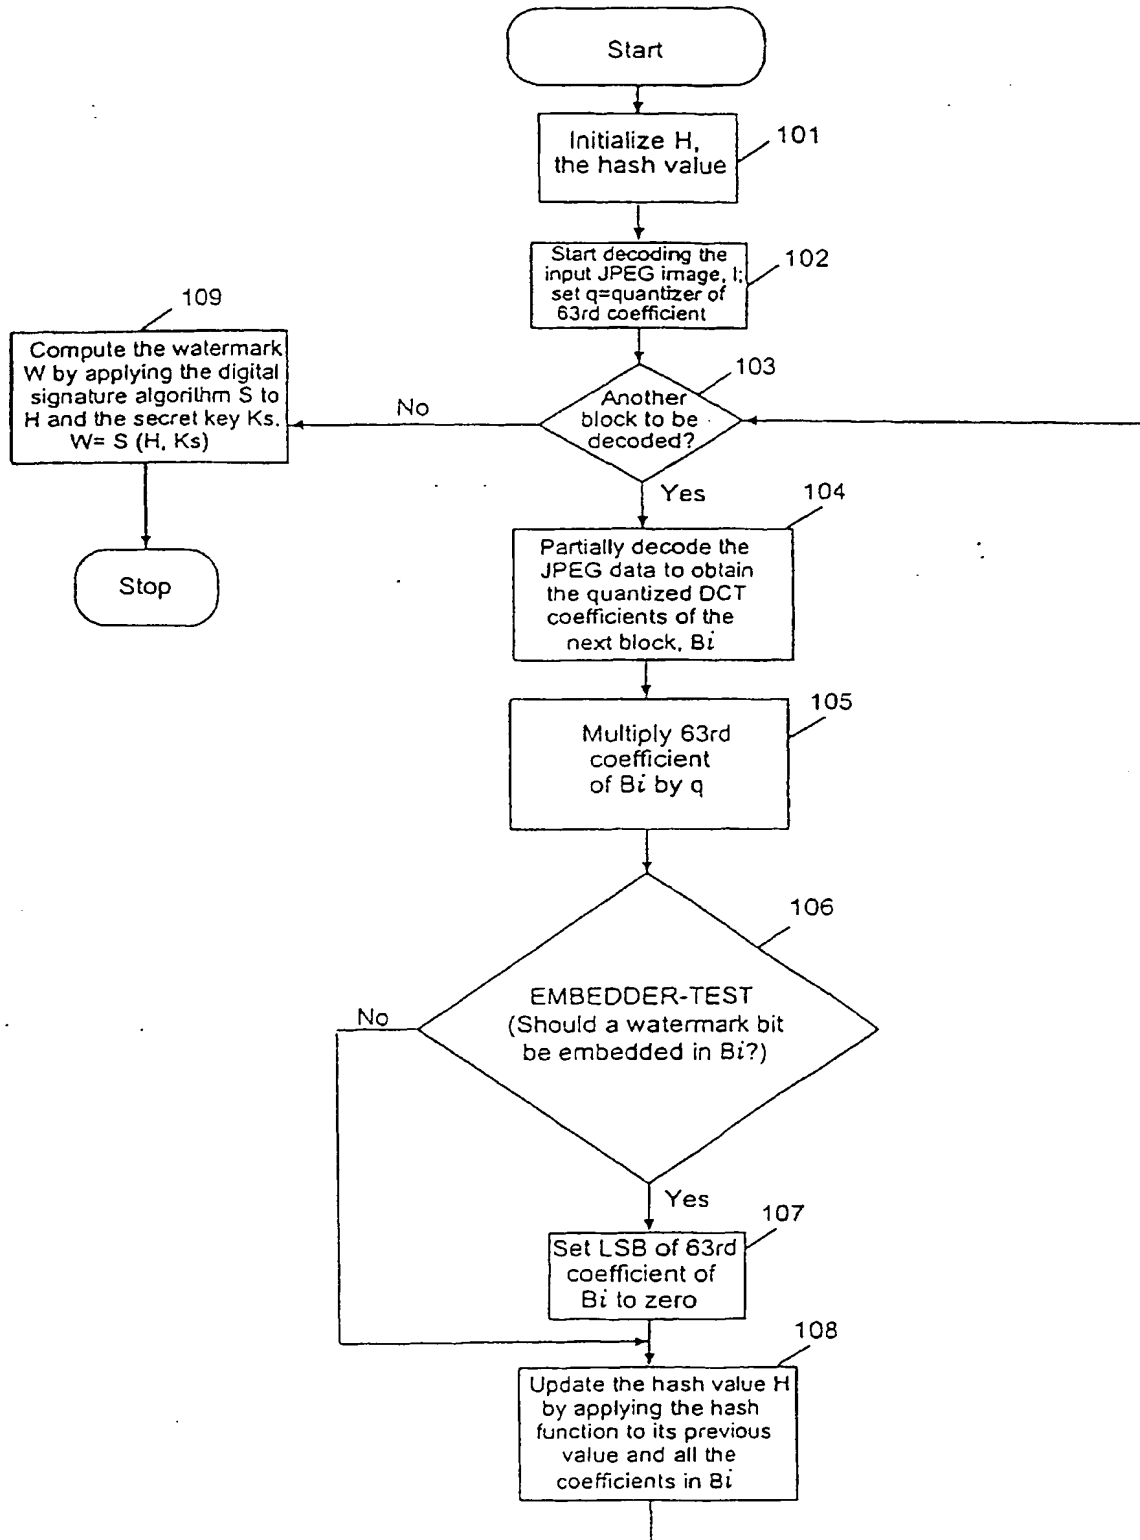 Start
Initialize H,
the hash value
101
Start decoding the
input JPEG image, I;
set q=quantizer of
63rd coefficient
102
109
Compute the watermark
W by applying the digital
signature algorithm S to
H and the secret key Ks.
W= S (H, Ks)
No
Another
block to be
decoded?
103
Yes
Stop
104
Partially decode the
JPEG data to obtain
the quantized DCT
coefficients of the
next block, Bi
105
Multiply 63rd
coefficient
of Bi by q
106
EMBEDDER-TEST
(Should a watermark bit
be embedded in Bi?)
No
Yes
107
Set LSB of 63rd
coefficient of
Bi to zero
108
Update the hash value H
by applying the hash
function to its previous
value and all the
coefficients in Bi